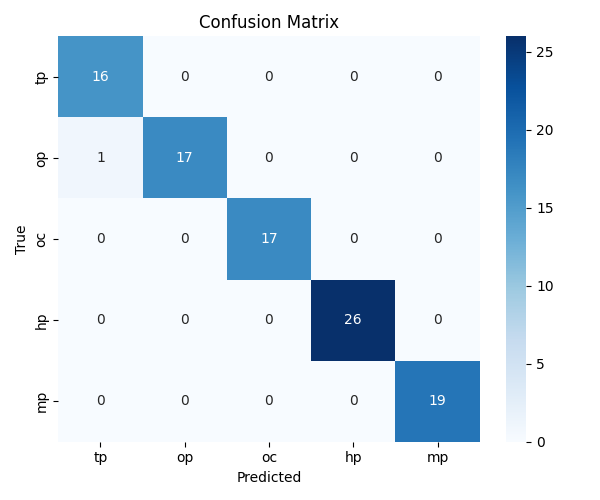 Confusion Matrix
tp 16 0 0 0 0
op 1 17 0 0 0
oc 0 0 17 0 0
hp 0 0 0 26 0
mp 0 0 0 0 19
tp op oc hp mp
Predicted
True
25
20
15
10
5
0